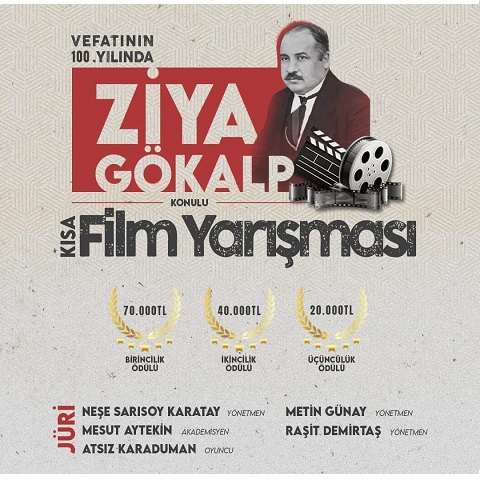 VEFATININ
100.YILINDA
ZİYA
GÖKALP
KONULU
KISA Film Yarışması
70.000TL
BİRİNCİLİK
ÖDÜLÜ
40.000TL
İKİNCİLİK
ÖDÜLÜ
20.000TL
ÜÇÜNCÜLÜK
ÖDÜLÜ
JÜRİ
NEŞE SARISOY KARATAY YÖNETMEN
MESUT AYTEKİN AKADEMİSYEN
ATSIZ KARADUMAN OYUNCU
METİN GÜNAY YÖNETMEN
RAŞİT DEMİRTAŞ YÖNETMEN